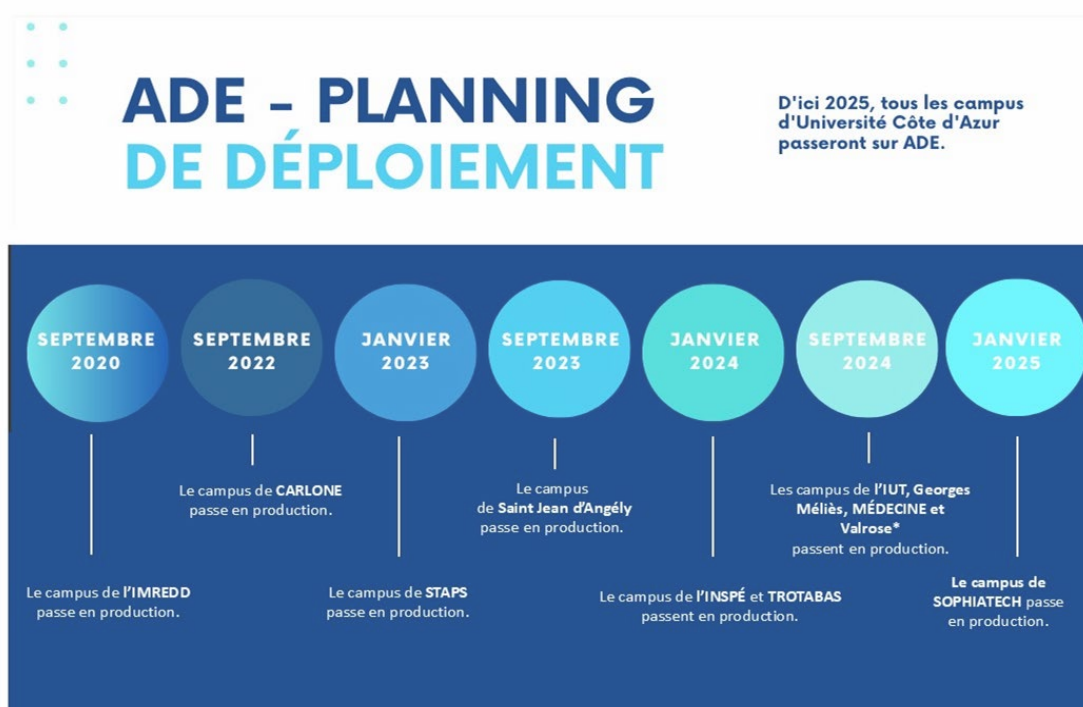 ADE - PLANNING
DE DÉPLOIEMENT
D'ici 2025, tous les campus
d'Université Côte d'Azur
passeront sur ADE.
SEPTEMBRE
2020
SEPTEMBRE
2022
JANVIER
2023
SEPTEMBRE
2023
JANVIER
2024
SEPTEMBRE
2024
JANVIER
2025
Le campus de l'IMREDD
passe en production.
Le campus de CARLONE
passe en production.
Le campus de STAPS
passe en production.
Le campus
de Saint Jean d'Angély
passe en production.
Le campus de l'INSPÉ et TROTABAS
passent en production.
Les campus de l'IUT, Georges
Méliès, MÉDECINE et
Valrose*
passent en production.
Le campus de
SOPHIATECH passe
en production.